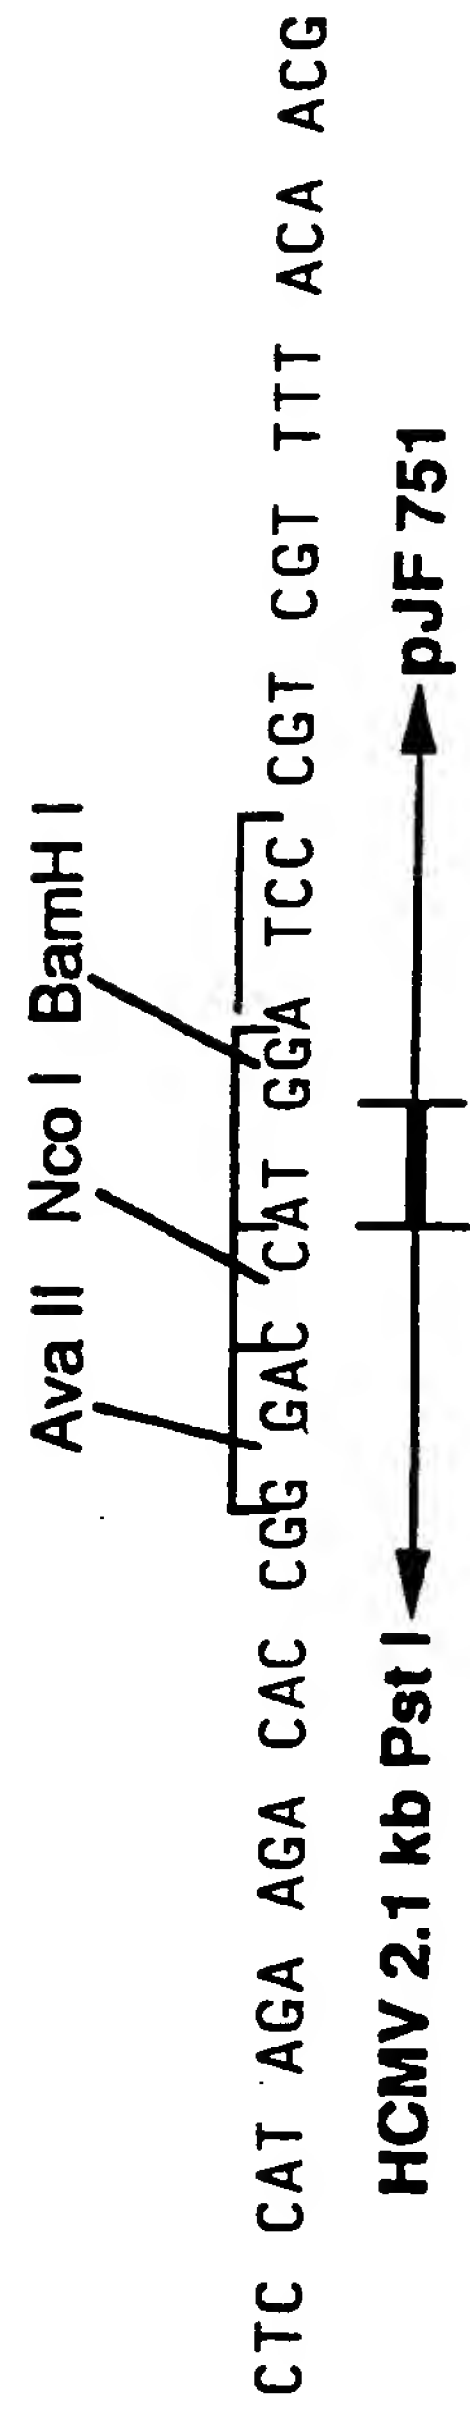 Ava II Nco I BamH I
CTC CAT AGA AGA CAC CGG GAC CAT GGA TCC CGT CGT TTT ACA ACG
HCMV 2.1 kb Pst I pJF 751